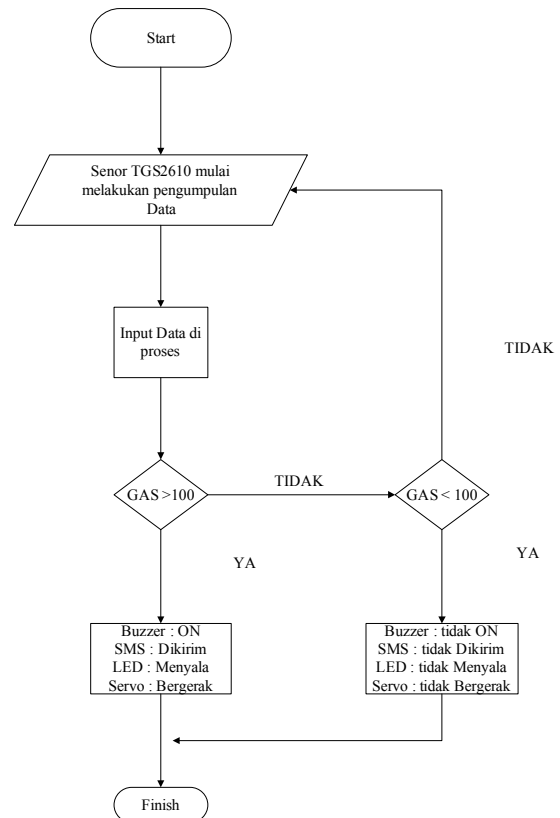 Start
Senor TGS2610 mulai
melakukan pengumpulan
Data
Input Data di
proses
TIDAK
GAS >100
TIDAK
GAS < 100
YA
YA
Buzzer : ON
SMS : Dikirim
LED : Menyala
Servo : Bergerak
Buzzer : tidak ON
SMS : tidak Dikirim
LED : tidak Menyala
Servo : tidak Bergerak
Finish